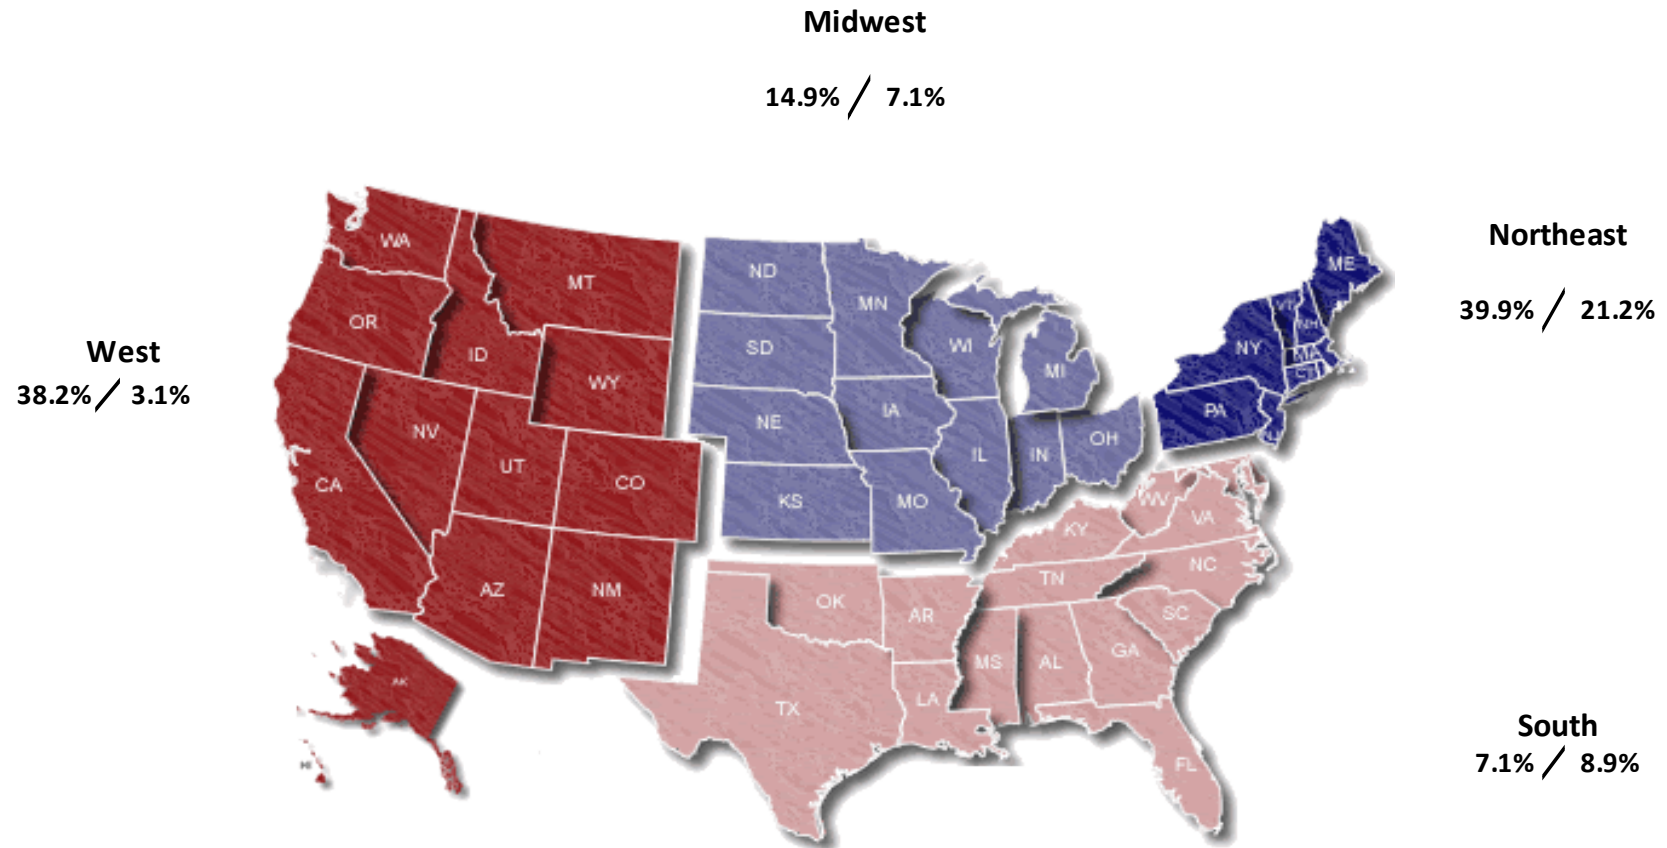 Midwest
14.9% / 7.1%
Northeast
39.9% / 21.2%
West
38.2% / 3.1%
South
7.1% / 8.9%
WA
MT
ND
MN
ME
OR
ID
SD
WI
MI
NY
VT
NH
MA
CT
WY
NE
IA
PA
NJ
NV
UT
CO
CA
KS
MO
IL
IN
OH
WV
VA
KY
AZ
NM
OK
AR
TN
NC
SC
MS
AL
GA
TX
LA
FL
AK
HI